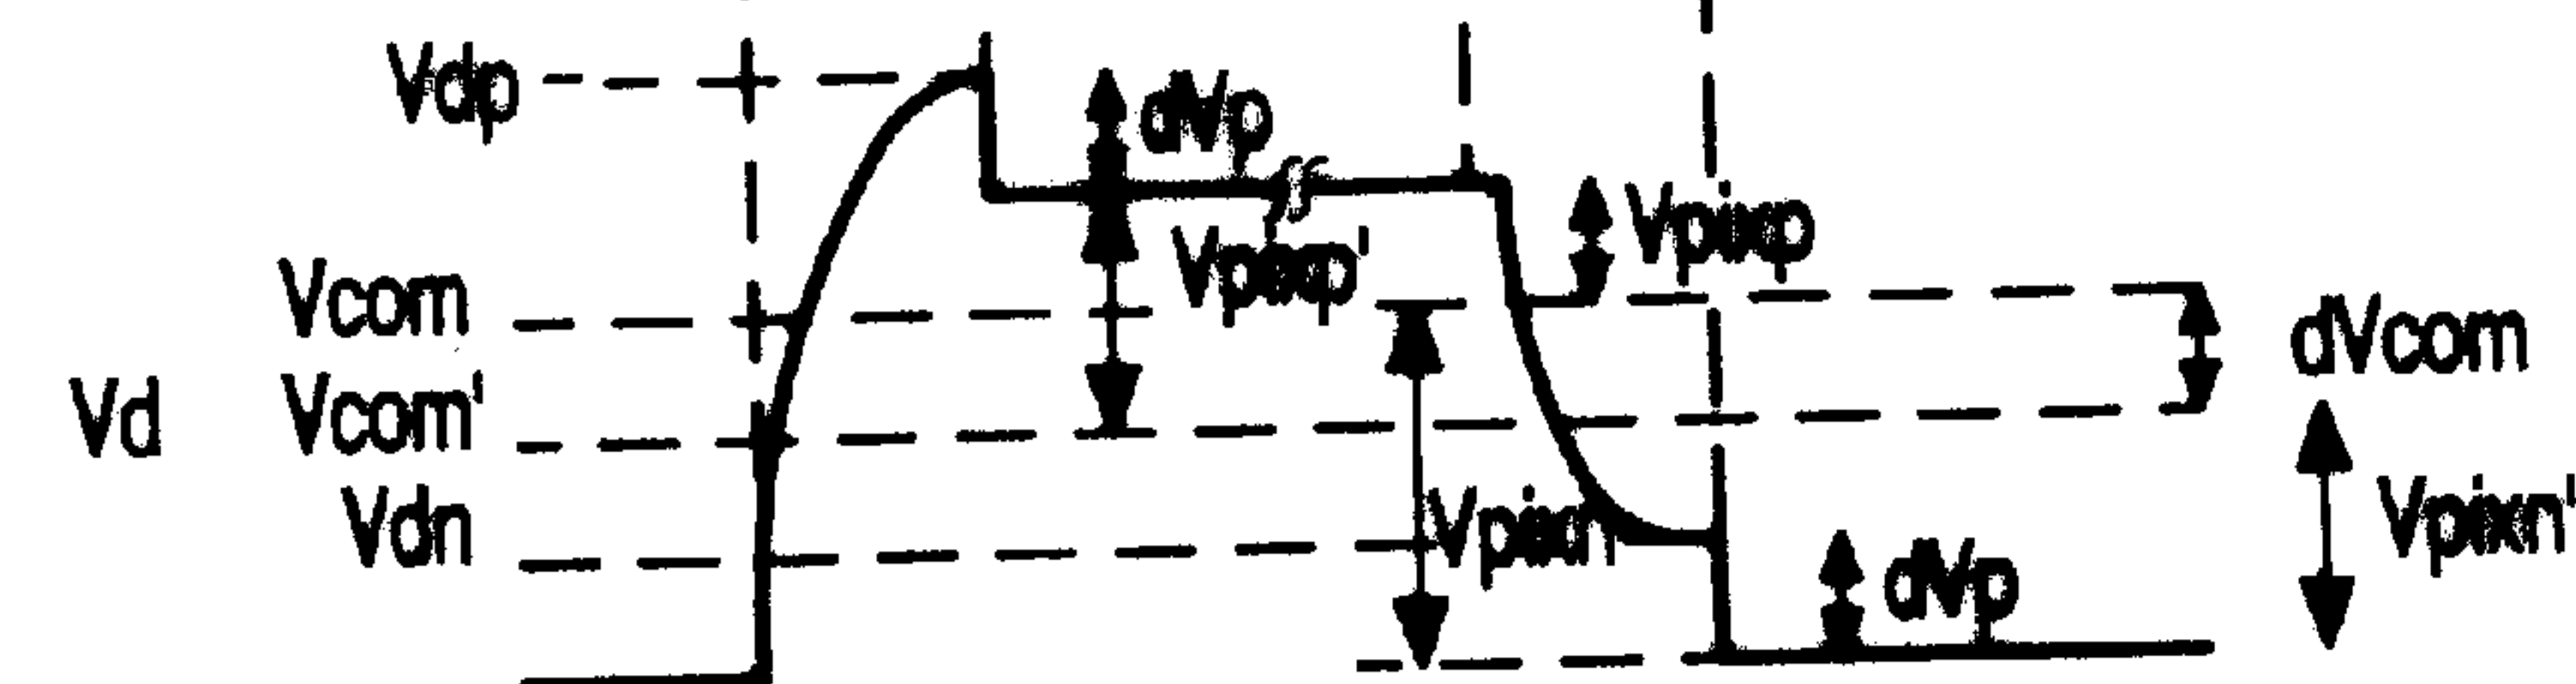 Vdp
dVp
Vpixp'
Vpixp
Vcom
dVcom
Vd
Vcom'
Vdn
Vpixn
Vpixn'
dVp